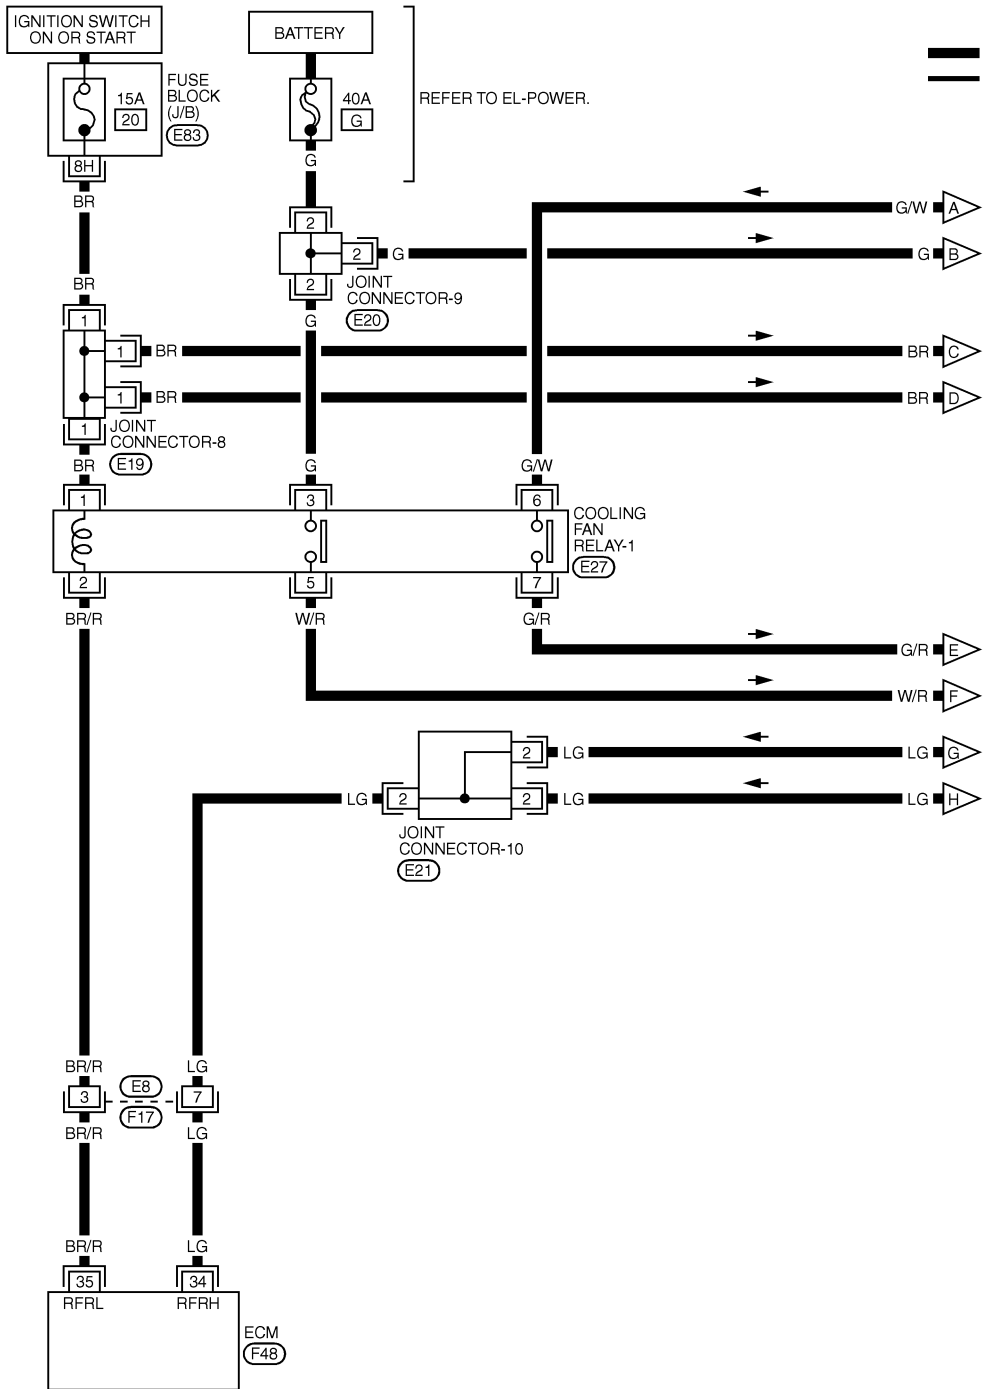 IGNITION SWITCH
ON OR START
BATTERY
FUSE
BLOCK
(J/B)
E83
15A
20
40A
G
REFER TO EL-POWER.
8H
G
BR
2
G/W
A
2
G
G
B
BR
2
JOINT
CONNECTOR-9
E20
1
G
1
BR
BR
C
1
BR
BR
D
1
JOINT
CONNECTOR-8
E19
BR
G
G/W
1
3
6
COOLING
FAN
RELAY-1
E27
2
5
7
BR/R
W/R
G/R
G/R
E
W/R
F
2
LG
LG
G
LG
2
2
LG
LG
H
JOINT
CONNECTOR-10
E21
BR/R
LG
3
E8
7
F17
BR/R
LG
BR/R
LG
35
34
RFRL
RFRH
ECM
F48